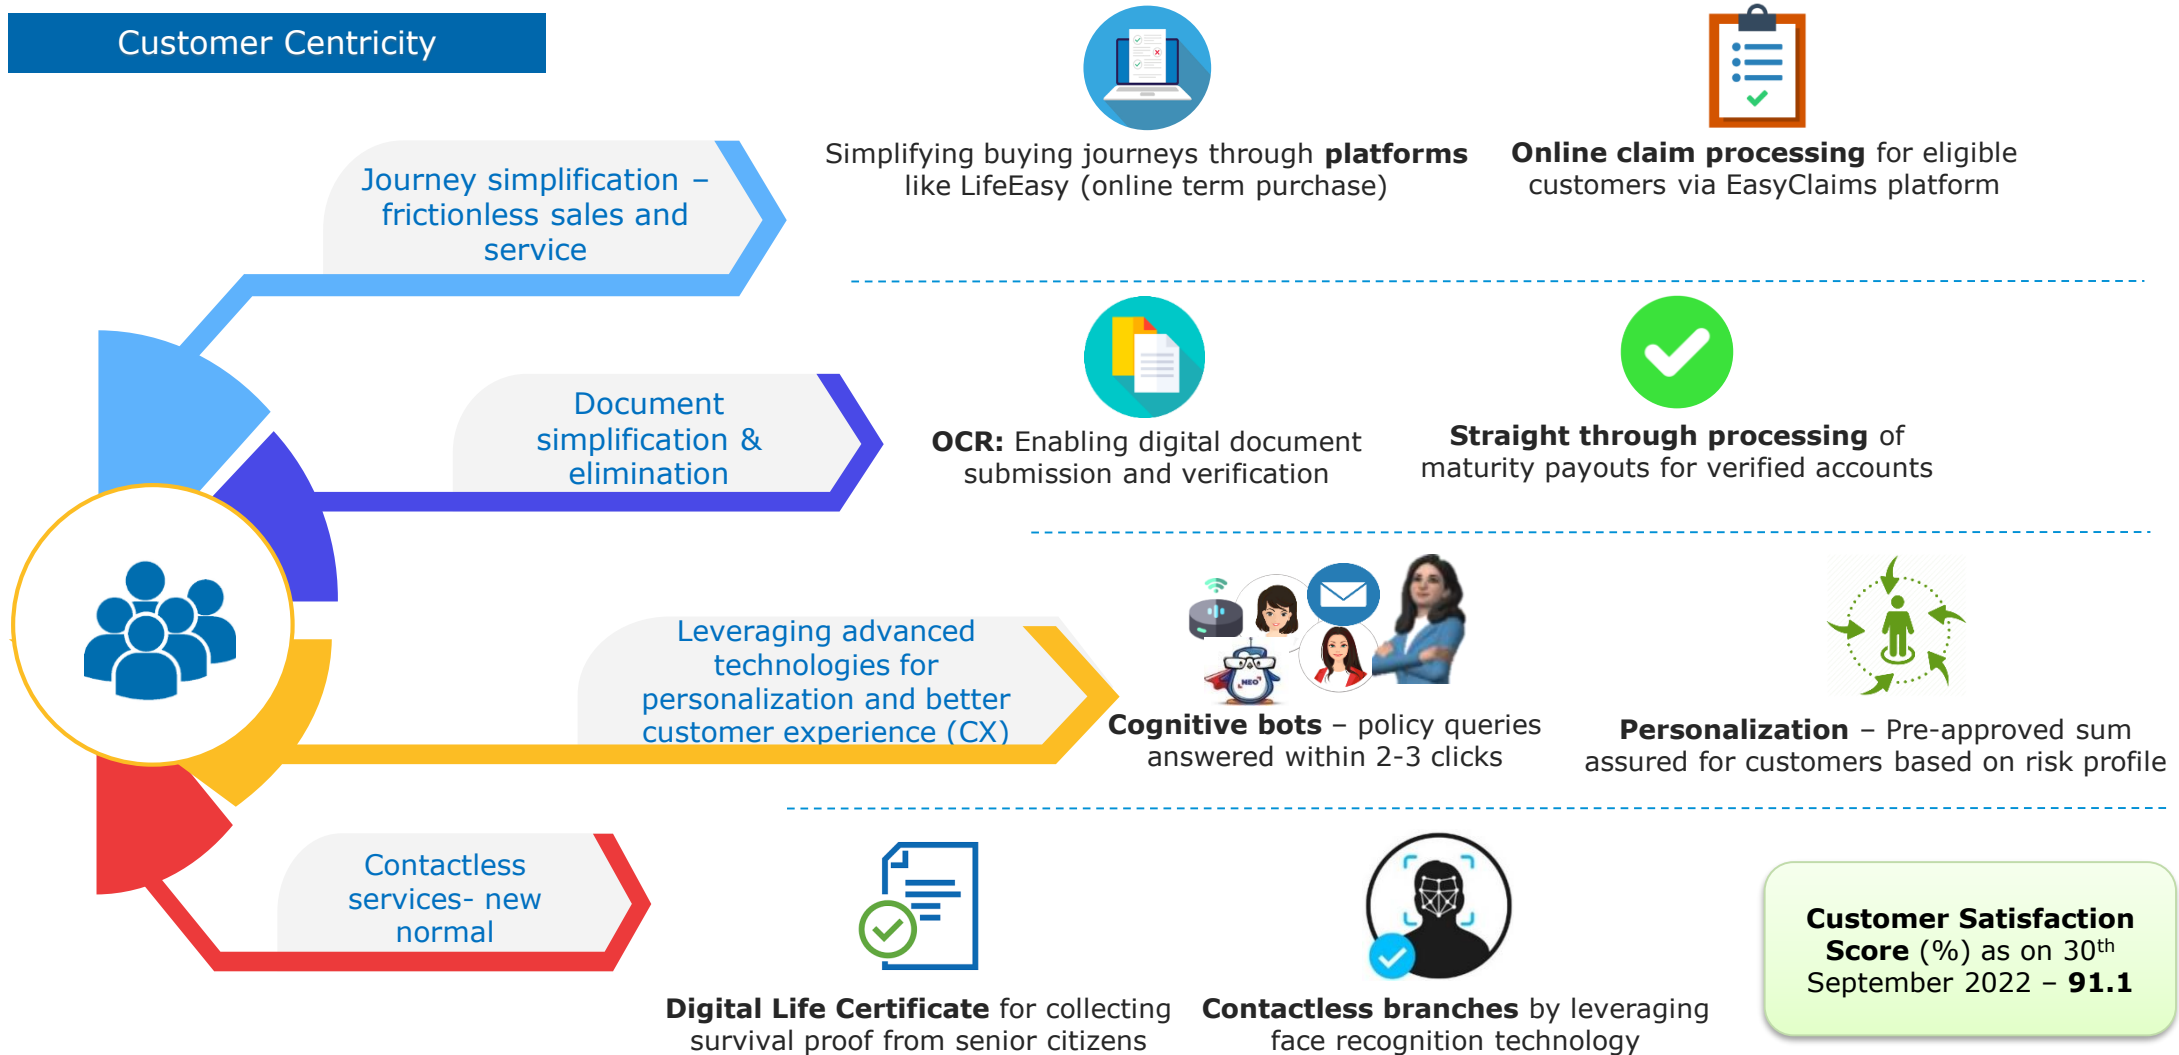 Customer Centricity
Journey simplification –
frictionless sales and
service
Simplifying buying journeys through platforms
like LifeEasy (online term purchase)
Online claim processing for eligible
customers via EasyClaims platform
Document
simplification &
elimination
OCR: Enabling digital document
submission and verification
Straight through processing of
maturity payouts for verified accounts
Leveraging advanced
technologies for
personalization and better
customer experience (CX)
NEO
Cognitive bots – policy queries
answered within 2-3 clicks
Personalization – Pre-approved sum
assured for customers based on risk profile
Contactless
services- new
normal
Digital Life Certificate for collecting
survival proof from senior citizens
Contactless branches by leveraging
face recognition technology
Customer Satisfaction
Score (%) as on 30th
September 2022 – 91.1